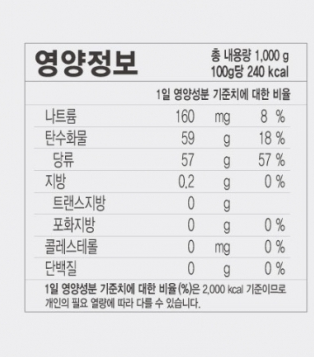 영양정보
총 내용량 1,000 g
100g당 240 kcal
1일 영양성분 기준치에 대한 비율
나트륨 160 mg 8 %
탄수화물 59 g 18 %
당류 57 g 57 %
지방 0.2 g 0 %
트랜스지방 0 g
포화지방 0 g 0 %
콜레스테롤 0 mg 0 %
단백질 0 g 0 %
1일 영양성분 기준치에 대한 비율(%)은 2,000 kcal 기준이므로
개인의 필요 열량에 따라 다를 수 있습니다.